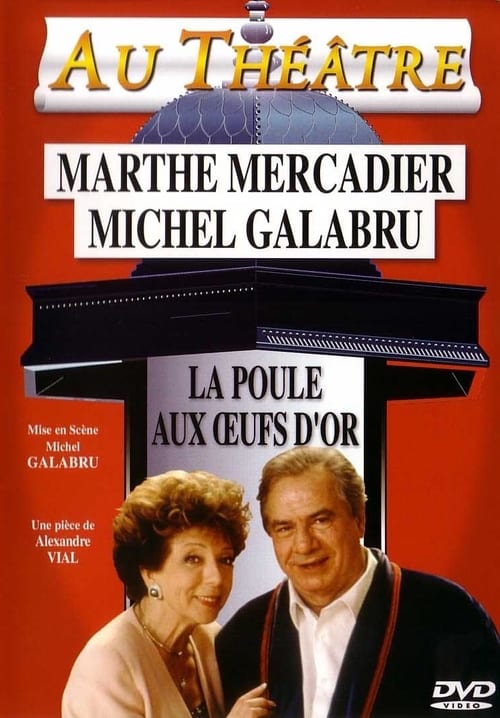 AU THÉÂTRE
MARTHE MERCADIER
MICHEL GALABRU
LA POULE
AUX ŒUFS D'OR
Mise en Scène
Michel
GALABRU
Une pièce de
Alexandre
VIAL
DVD
VIDEO